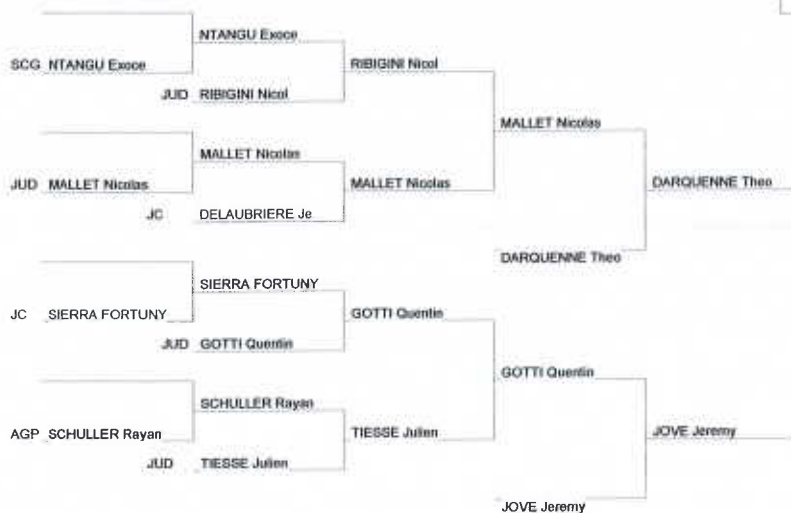 NTANGU Exoce
SCG NTANGU Exoce
RIBIGINI Nicol
JUD RIBIGINI Nicol
MALLET Nicolas
MALLET Nicolas
JUD MALLET Nicolas
MALLET Nicolas
DARQUENNE Theo
JC DELAUBRIERE Je
DARQUENNE Theo
SIERRA FORTUNY
JC SIERRA FORTUNY
GOTTI Quentin
JUD GOTTI Quentin
GOTTI Quentin
SCHULLER Rayan
AGP SCHULLER Rayan
TIESSE Julien
JOVE Jeremy
JUD TIESSE Julien
JOVE Jeremy